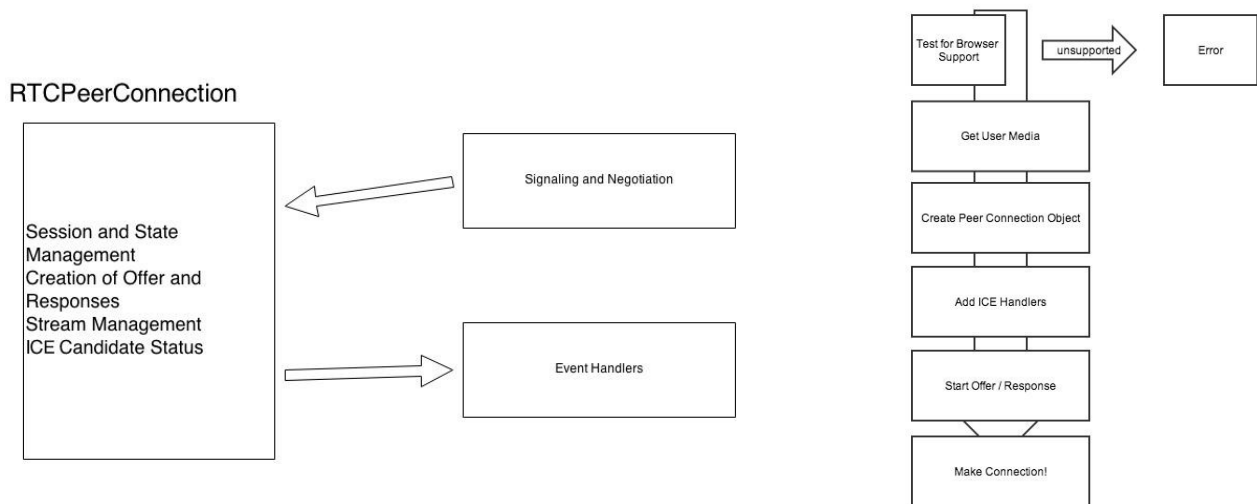 RTCPeerConnection
Session and State
Management
Creation of Offer and
Responses
Stream Management
ICE Candidate Status
Signaling and Negotiation
Event Handlers
Test for Browser
Support
unsupported
Error
Get User Media
Create Peer Connection Object
Add ICE Handlers
Start Offer / Response
Make Connection!